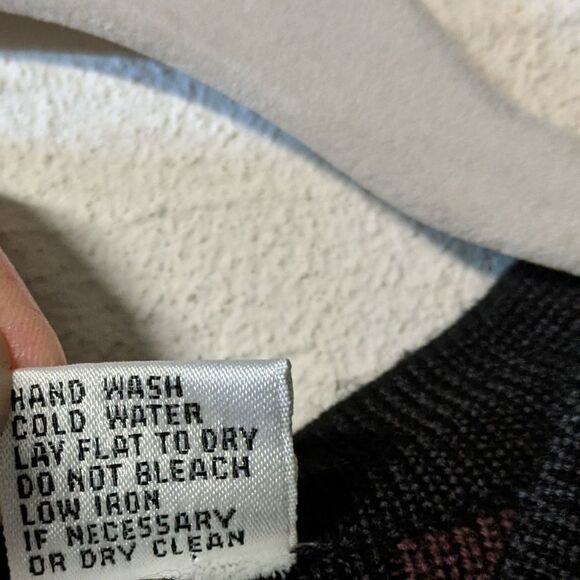 HAND WASH
COLD WATER
LAY FLAT TO DRY
DO NOT BLEACH
LOW IRON
IF NECESSARY
OR DRY CLEAN